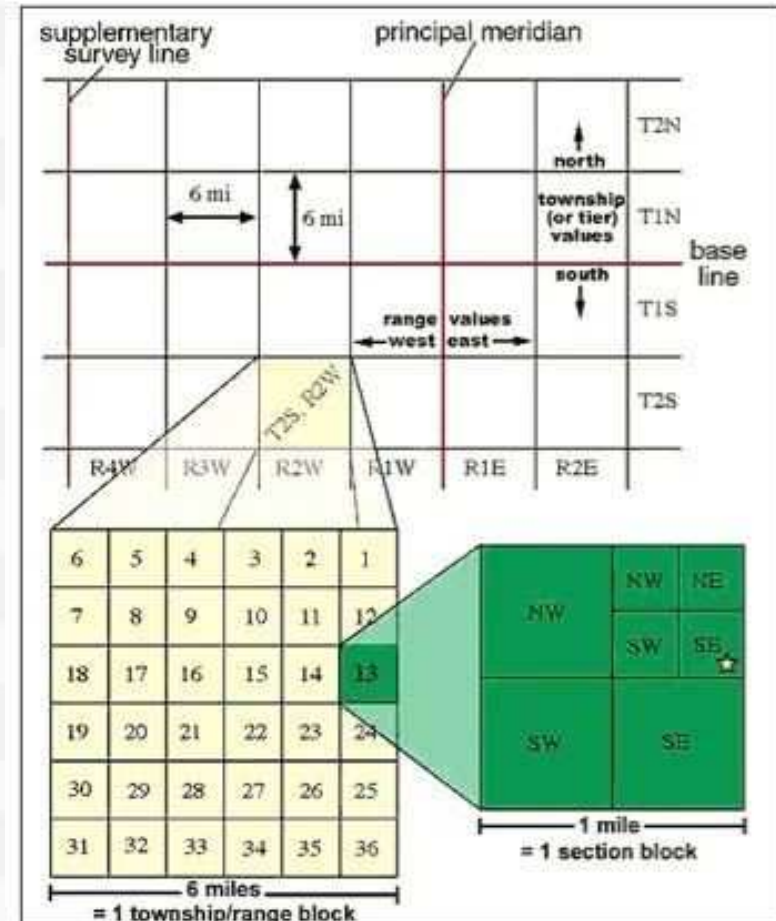 supplementary
survey line
principal meridian
T2N
north
6 mi
6 mi
township
(or tier)
values
T1N
base
line
south
T1S
range values
west east
T2S, R2W
T2S
R4W R3W R2W R1W R1E R2E
6 5 4 3 2 1
7 8 9 10 11 12
18 17 16 15 14 13
19 20 21 22 23 24
30 29 28 27 26 25
31 32 33 34 35 36
6 miles
= 1 township/range block
NW NE
NW
SW SE
SW SE
1 mile
= 1 section block